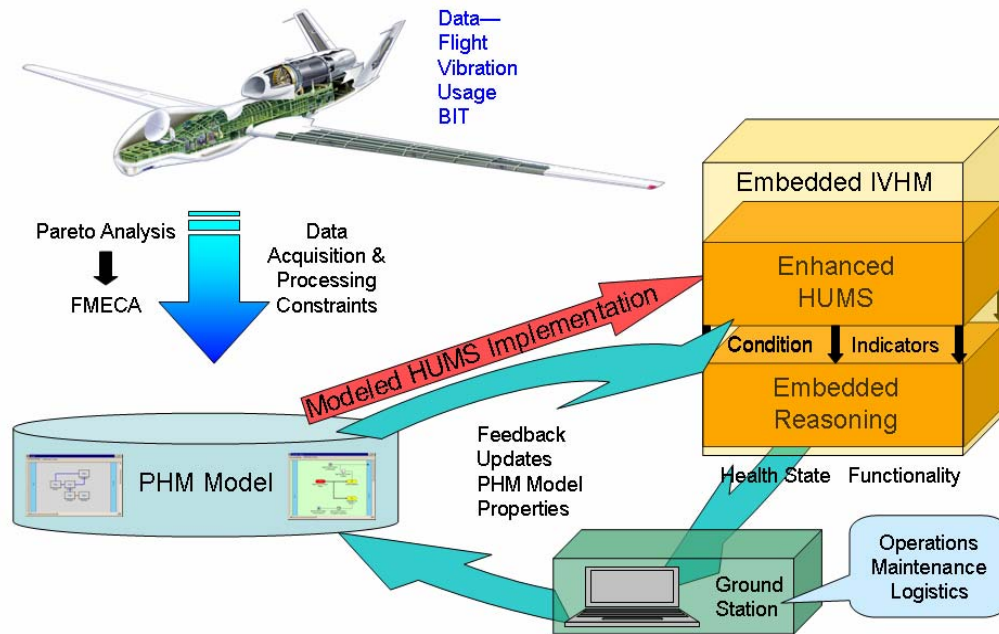 Data—
Flight
Vibration
Usage
BIT
Pareto Analysis
FMECA
Data
Acquisition &
Processing
Constraints
Embedded IVHM
Enhanced
HUMS
Condition Indicators
Embedded
Reasoning
Health State Functionality
Modeled HUMS Implementation
PHM Model
Feedback
Updates
PHM Model
Properties
Ground
Station
Operations
Maintenance
Logistics